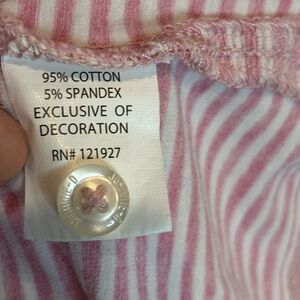 95% COTTON
5% SPANDEX
EXCLUSIVE OF
DECORATION
RN# 121927